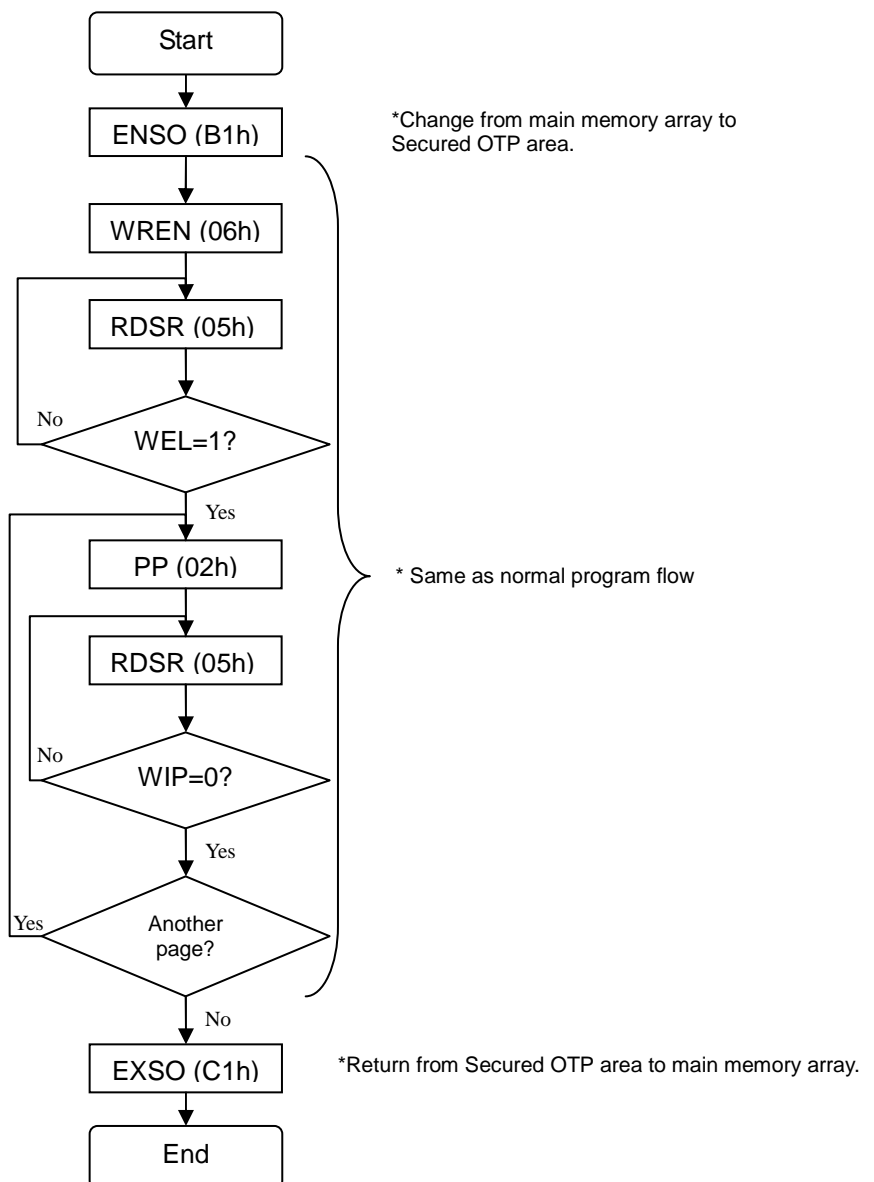 Start
ENSO (B1h)
*Change from main memory array to
Secured OTP area.
WREN (06h)
RDSR (05h)
No
WEL=1?
Yes
PP (02h)
* Same as normal program flow
RDSR (05h)
No
WIP=0?
Yes
Yes
Another
page?
No
EXSO (C1h)
*Return from Secured OTP area to main memory array.
End